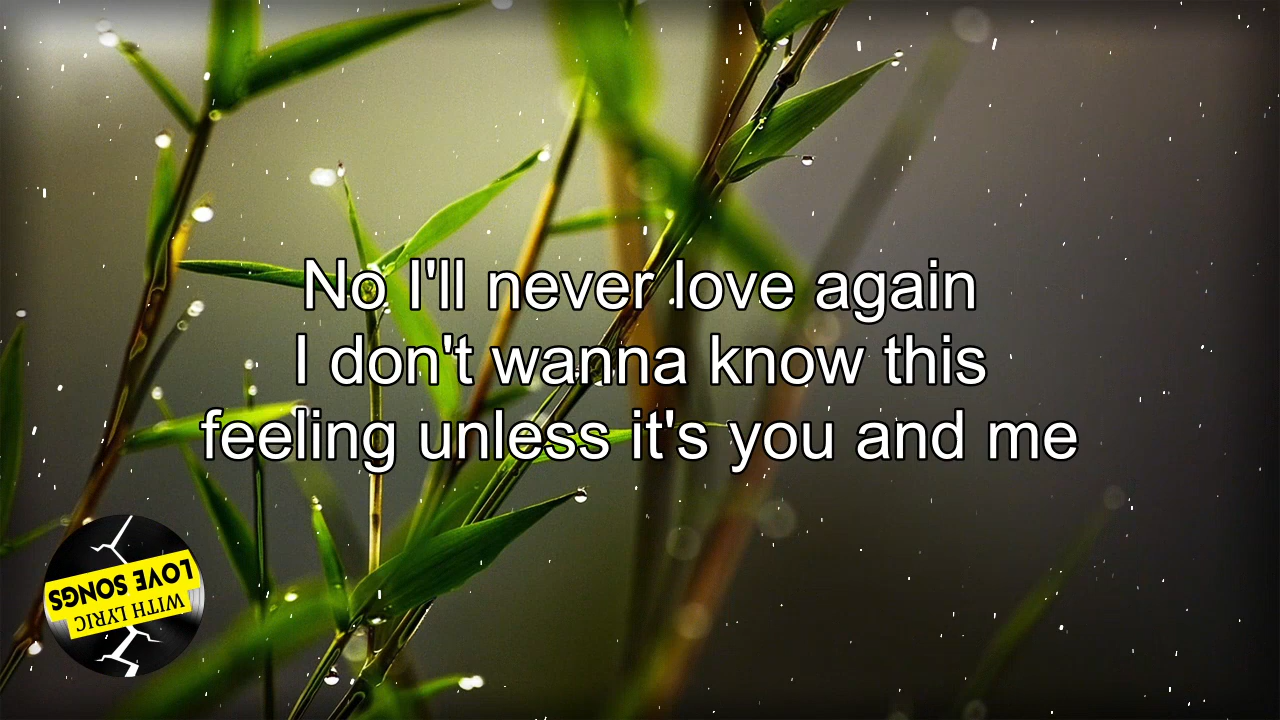 No I'll never love again
I don't wanna know this
feeling unless it's you and me
LOVE SONGS
WITH LYRIC